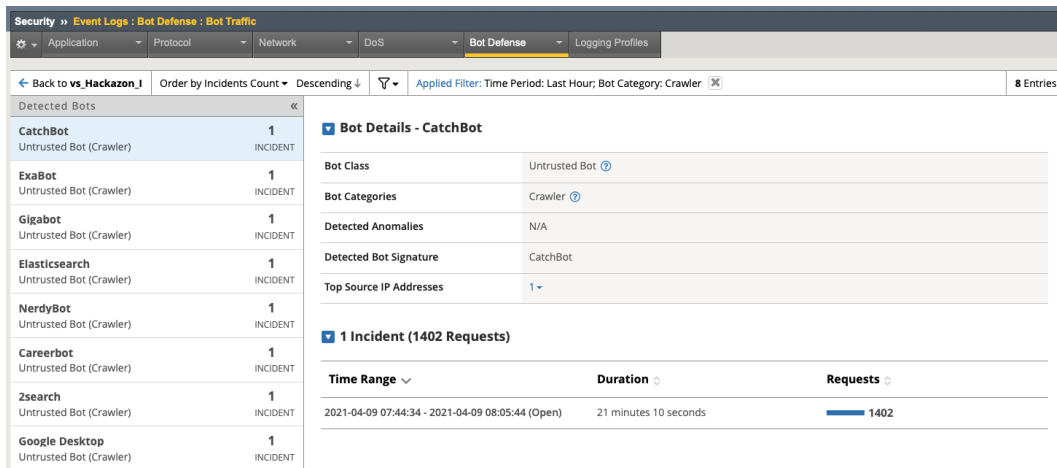 Security » Event Logs : Bot Defense : Bot Traffic
Application Protocol Network DoS Bot Defense Logging Profiles
Back to vs_Hackazon_I Order by Incidents Count Descending Applied Filter: Time Period: Last Hour; Bot Category: Crawler 8 Entries
Detected Bots
CatchBot 1
Untrusted Bot (Crawler) INCIDENT
ExaBot 1
Untrusted Bot (Crawler) INCIDENT
Gigabot 1
Untrusted Bot (Crawler) INCIDENT
Elasticsearch 1
Untrusted Bot (Crawler) INCIDENT
NerdyBot 1
Untrusted Bot (Crawler) INCIDENT
Careerbot 1
Untrusted Bot (Crawler) INCIDENT
2search 1
Untrusted Bot (Crawler) INCIDENT
Google Desktop 1
Untrusted Bot (Crawler) INCIDENT
Bot Details - CatchBot
Bot Class Untrusted Bot
Bot Categories Crawler
Detected Anomalies N/A
Detected Bot Signature CatchBot
Top Source IP Addresses 1
1 Incident (1402 Requests)
Time Range Duration Requests
2021-04-09 07:44:34 - 2021-04-09 08:05:44 (Open) 21 minutes 10 seconds 1402